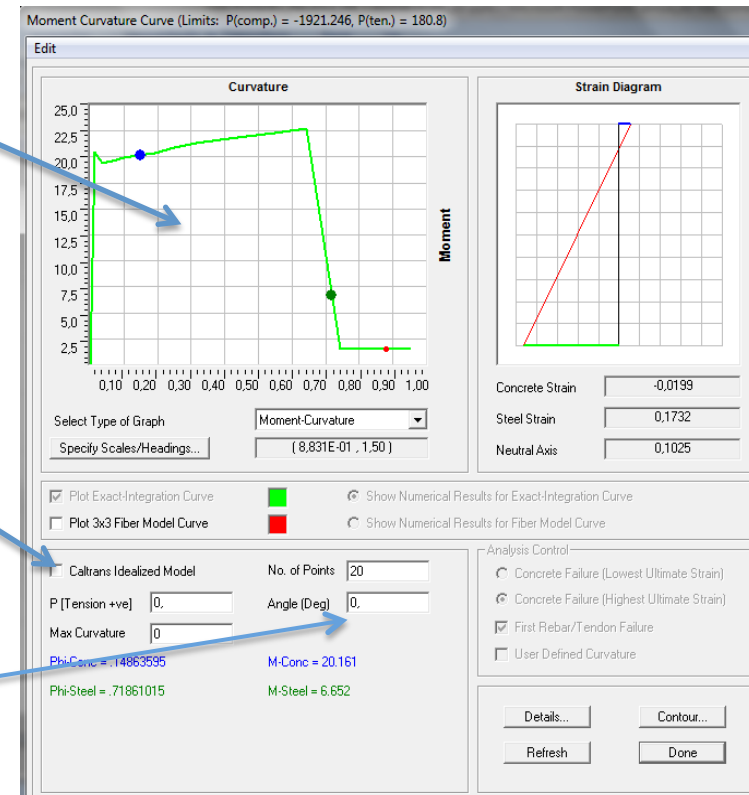 Moment Curvature Curve (Limits: P(comp.) = -1921.246, P(ten.) = 180.8)
Edit
Curvature
25,0
22,5
20,0
17,5
15,0
12,5
10,0
7,5
5,0
2,5
Moment
0,10 0,20 0,30 0,40 0,50 0,60 0,70 0,80 0,90 1,00
Select Type of Graph
Moment-Curvature
Specify Scales/Headings...
( 8,831E-01 , 1,50 )
Strain Diagram
Concrete Strain
-0,0199
Steel Strain
0,1732
Neutral Axis
0,1025
Plot Exact-Integration Curve
Show Numerical Results for Exact-Integration Curve
Plot 3x3 Fiber Model Curve
Show Numerical Results for Fiber Model Curve
Caltrans Idealized Model
No. of Points
20
P [Tension +ve]
0,
Angle (Deg)
0,
Max Curvature
0
Phi-Conc = .14863595
M-Conc = 20.161
Phi-Steel = .71861015
M-Steel = 6.652
Analysis Control
Concrete Failure (Lowest Ultimate Strain)
Concrete Failure (Highest Ultimate Strain)
First Rebar/Tendon Failure
User Defined Curvature
Details...
Contour...
Refresh
Done